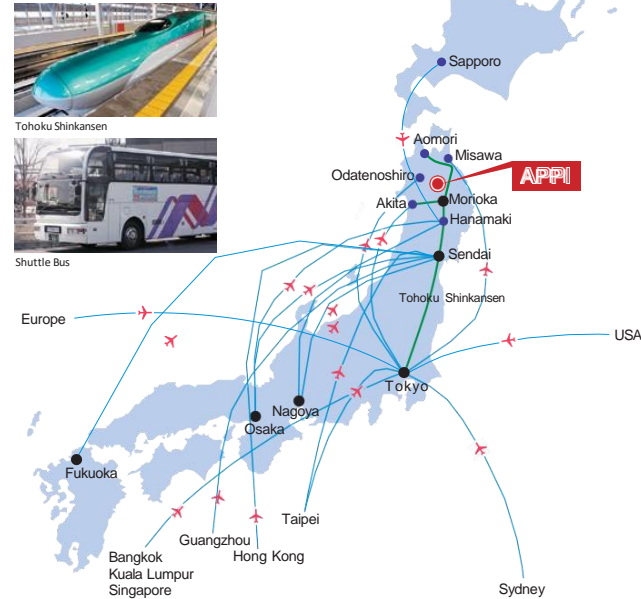 Tohoku Shinkansen
Shuttle Bus
Sapporo
Aomori
Misawa
Odatenoshiro
APPI
Akita
Morioka
Hanamaki
Sendai
Tohoku Shinkansen
Europe
USA
Tokyo
Nagoya
Osaka
Fukuoka
Taipei
Guangzhou
Hong Kong
Bangkok
Kuala Lumpur
Singapore
Sydney